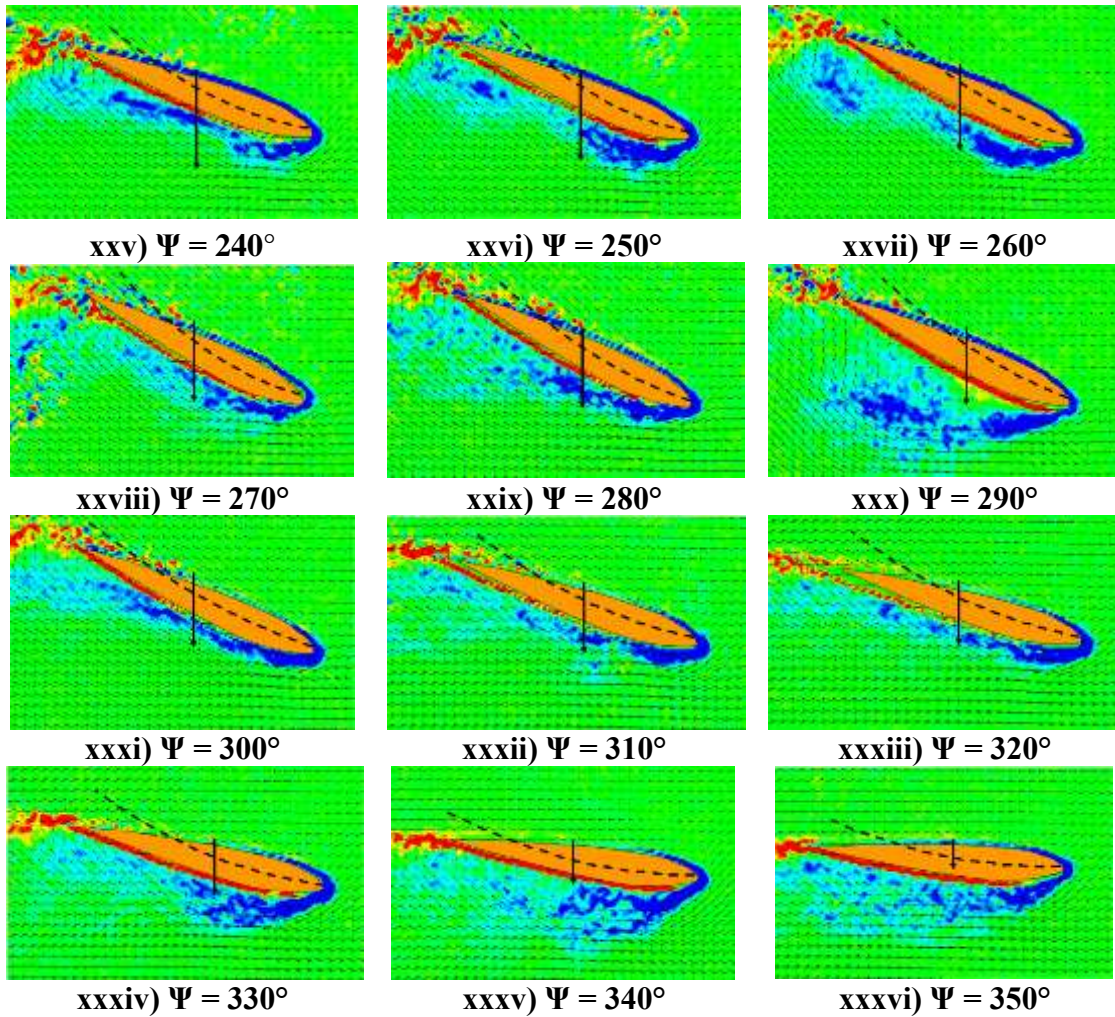 xxv) Ψ = 240°
xxvi) Ψ = 250°
xxvii) Ψ = 260°
xxviii) Ψ = 270°
xxix) Ψ = 280°
xxx) Ψ = 290°
xxxi) Ψ = 300°
xxxii) Ψ = 310°
xxxiii) Ψ = 320°
xxxiv) Ψ = 330°
xxxv) Ψ = 340°
xxxvi) Ψ = 350°